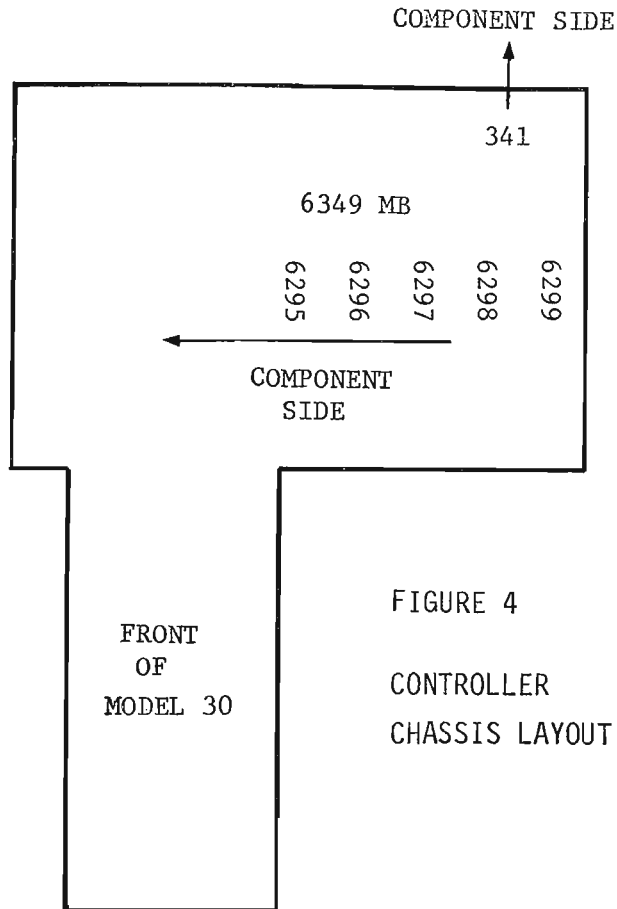 COMPONENT SIDE
341
6349 MB
6295
6296
6297
6298
6299
COMPONENT
SIDE
FRONT
OF
MODEL 30
FIGURE 4
CONTROLLER
CHASSIS LAYOUT